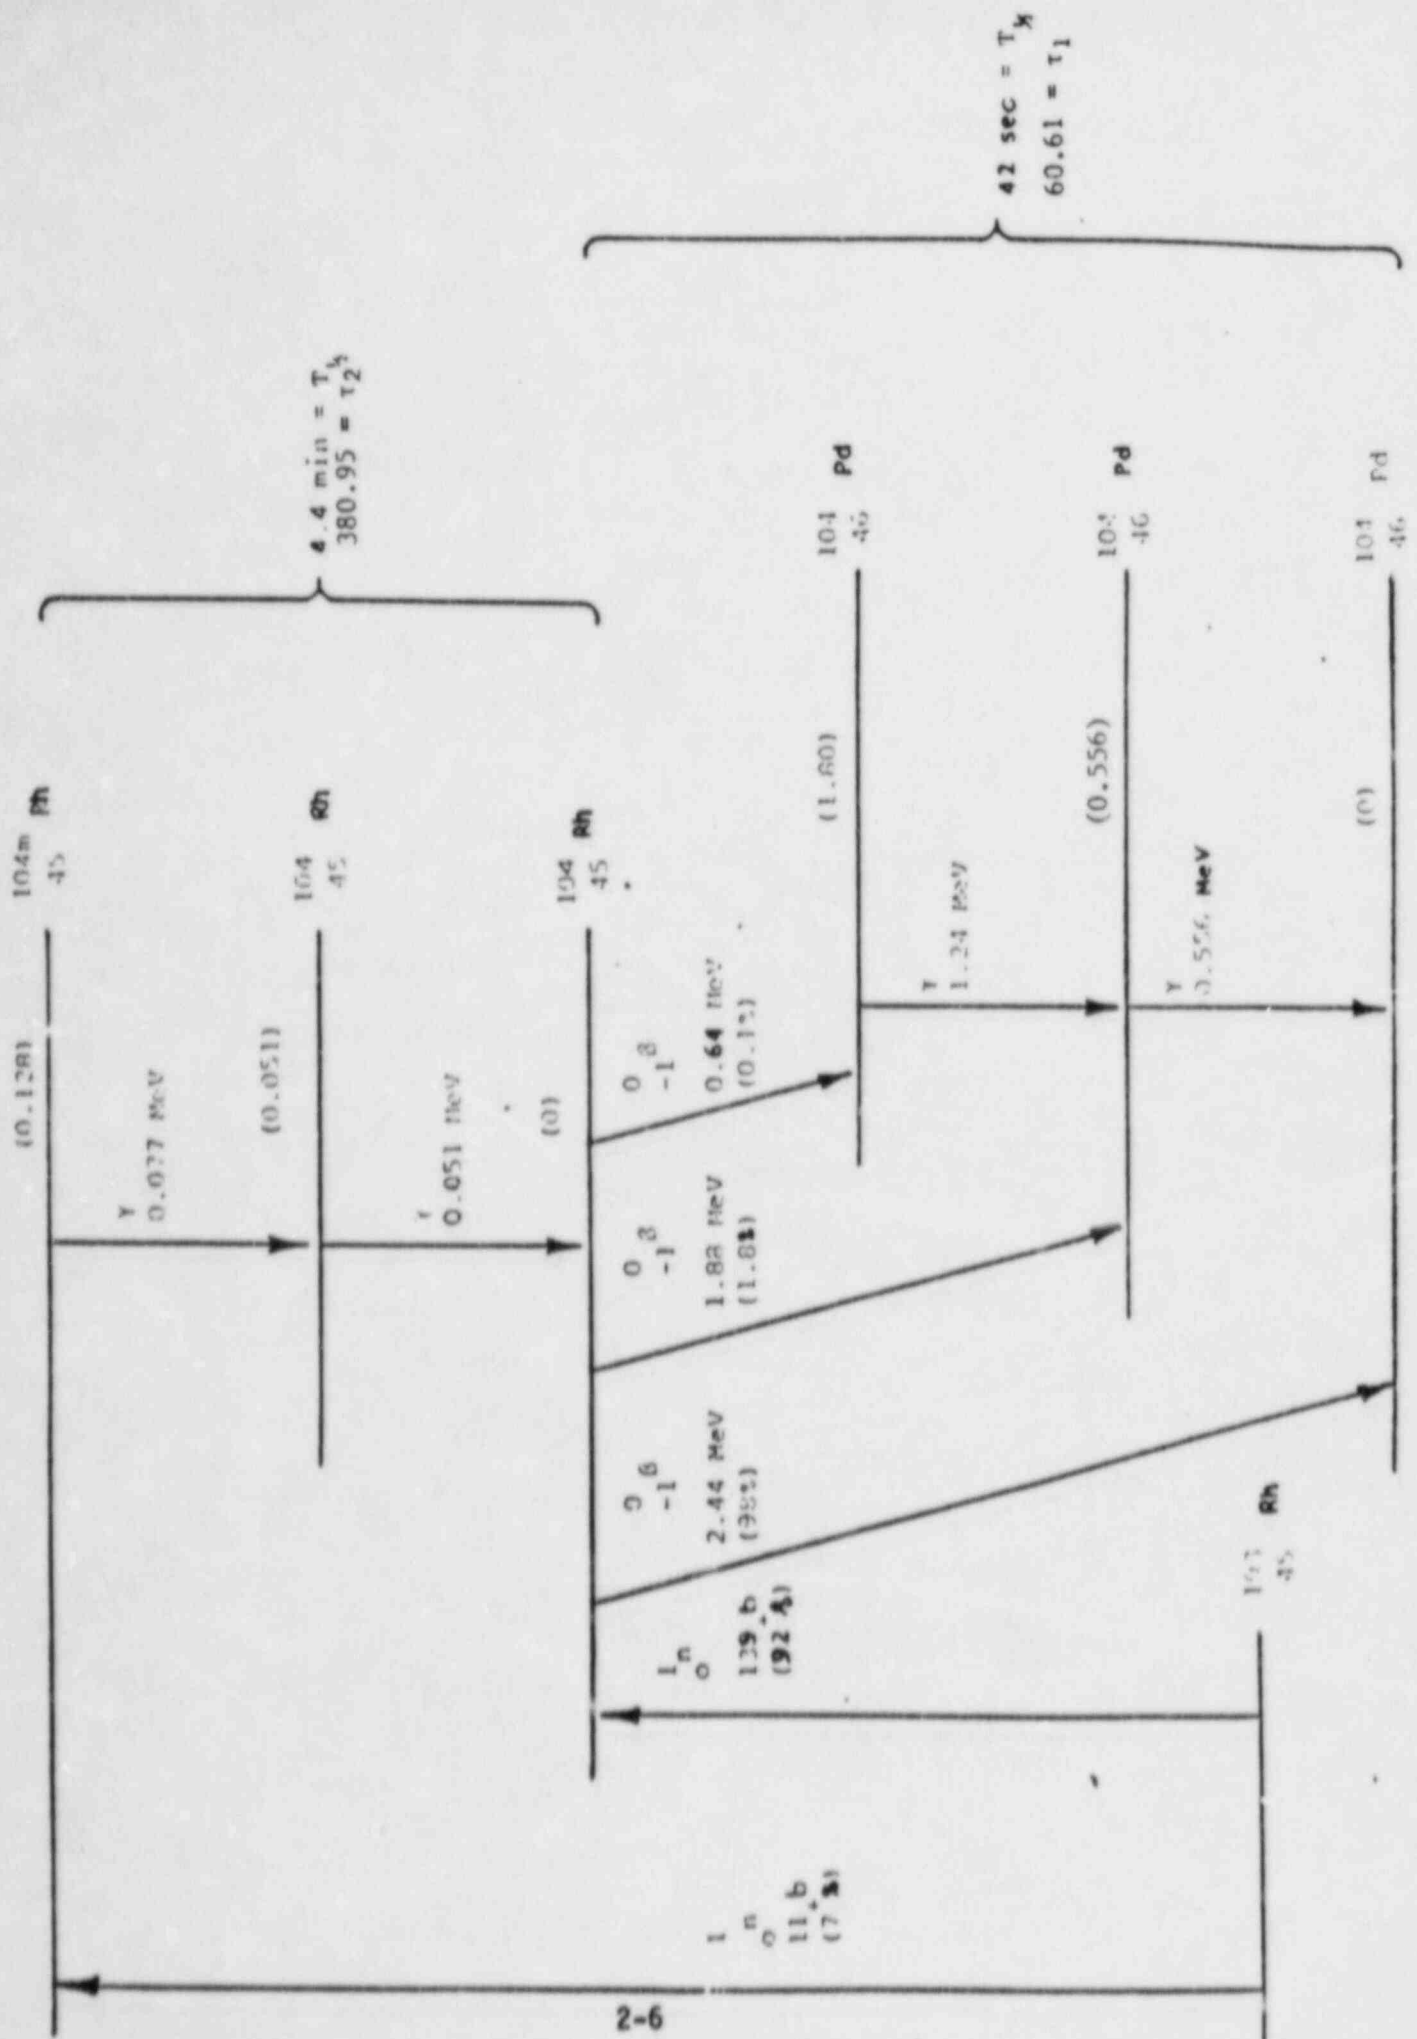 (0.128)
104m
45
Rh
γ
0.077 MeV
(0.051)
104
45
Rh
γ
0.051 MeV
(0)
104
45
Rh
4.4 min = T½
380.95 = τ2
0
-1 β
2.44 MeV
(98%)
0
-1 β
1.88 MeV
(1.8%)
0
-1 β
0.64 MeV
(0.1%)
(1.80)
104
46
Pd
γ
1.24 MeV
(0.556)
104
46
Pd
γ
0.556 MeV
(0)
104
46
Pd
42 sec = T½
60.61 = τ1
1
0 n
11 b
(7 %)
1
0 n
139 b
(92 %)
103
45
Rh
2-6